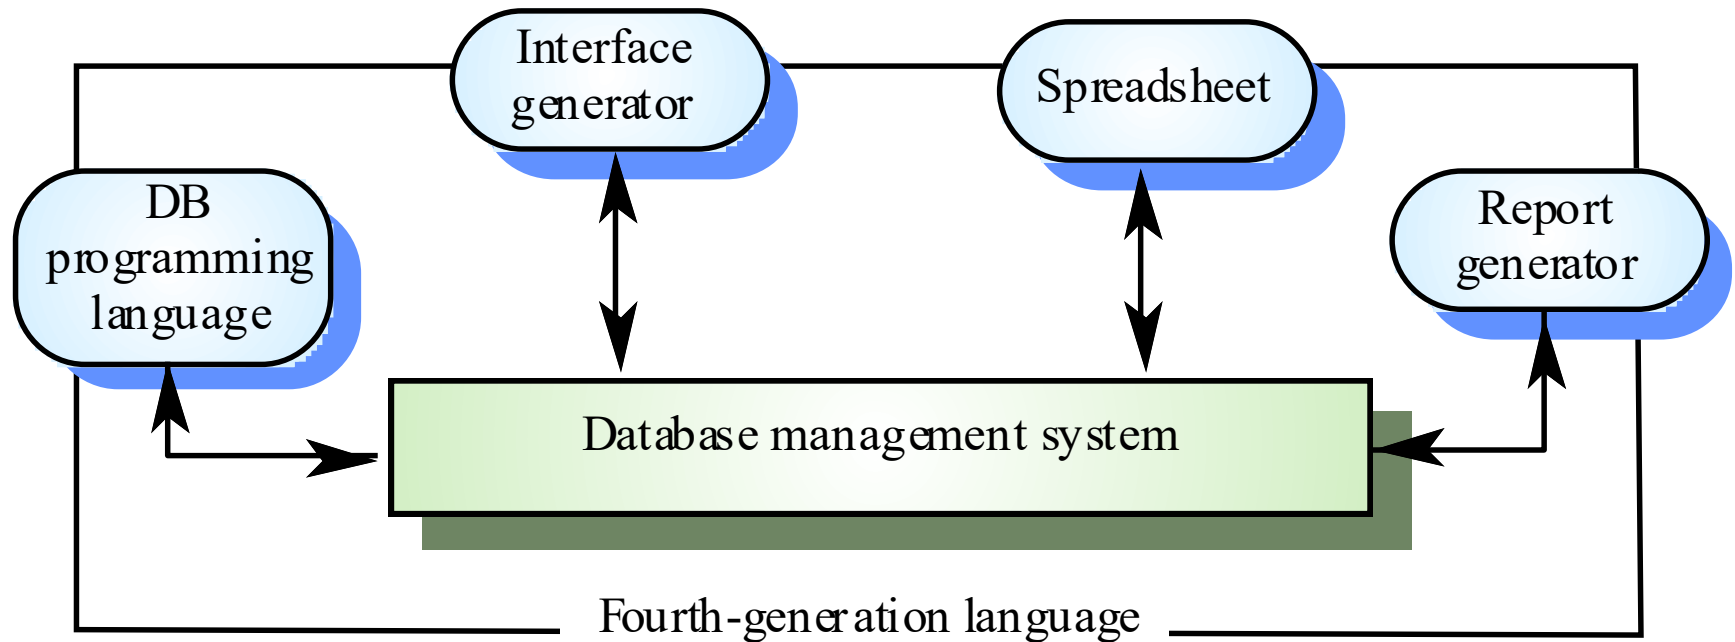 Interface
generator
Spreadsheet
DB
programming
language
Report
generator
Database management system
Fourth-generation language